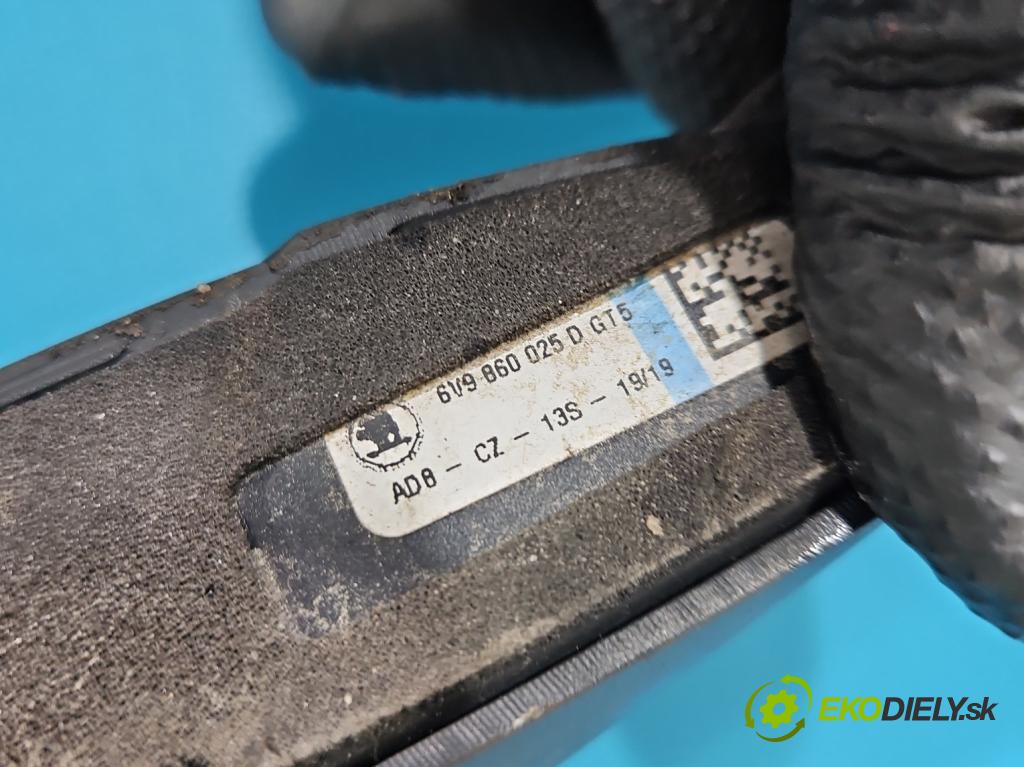 6V9 860 025 D GT5
AD8 - CZ - 13S - 19/19
EKODIELY.sk